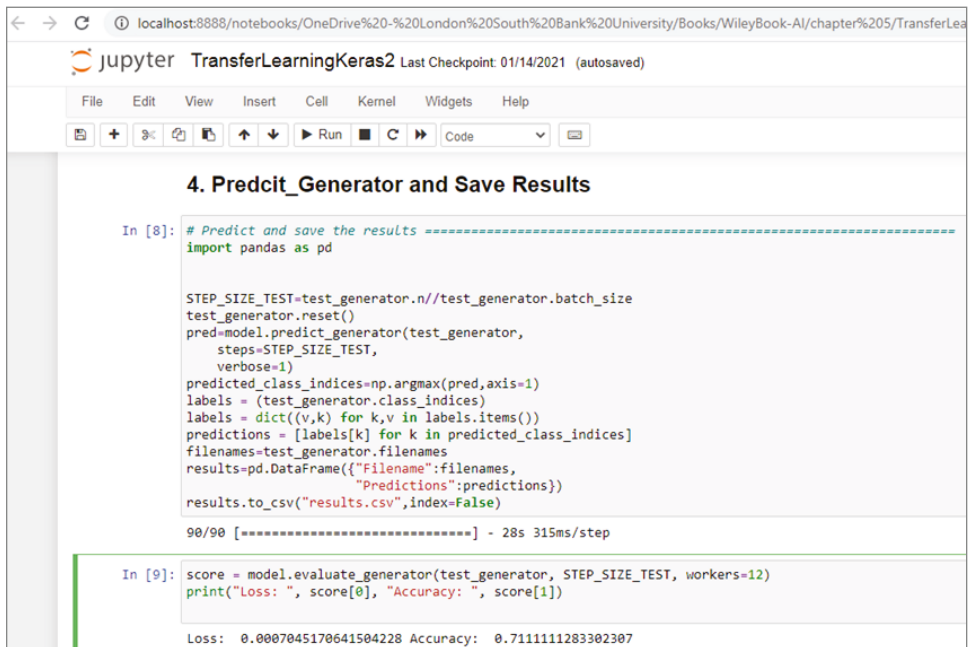 localhost:8888/notebooks/OneDrive%20-%20London%20South%20Bank%20University/Books/WileyBook-AI/chapter%205/TransferLea
jupyter TransferLearningKeras2 Last Checkpoint: 01/14/2021 (autosaved)
File Edit View Insert Cell Kernel Widgets Help
Run Code
4. Predcit_Generator and Save Results
In [8]: # Predict and save the results =====================================================================
import pandas as pd
STEP_SIZE_TEST=test_generator.n//test_generator.batch_size
test_generator.reset()
pred=model.predict_generator(test_generator,
steps=STEP_SIZE_TEST,
verbose=1)
predicted_class_indices=np.argmax(pred,axis=1)
labels = (test_generator.class_indices)
labels = dict((v,k) for k,v in labels.items())
predictions = [labels[k] for k in predicted_class_indices]
filenames=test_generator.filenames
results=pd.DataFrame({"Filename":filenames,
"Predictions":predictions})
results.to_csv("results.csv",index=False)
90/90 [==============================] - 28s 315ms/step
In [9]: score = model.evaluate_generator(test_generator, STEP_SIZE_TEST, workers=12)
print("Loss: ", score[0], "Accuracy: ", score[1])
Loss:  0.0007045170641504228 Accuracy:  0.7111111283302307